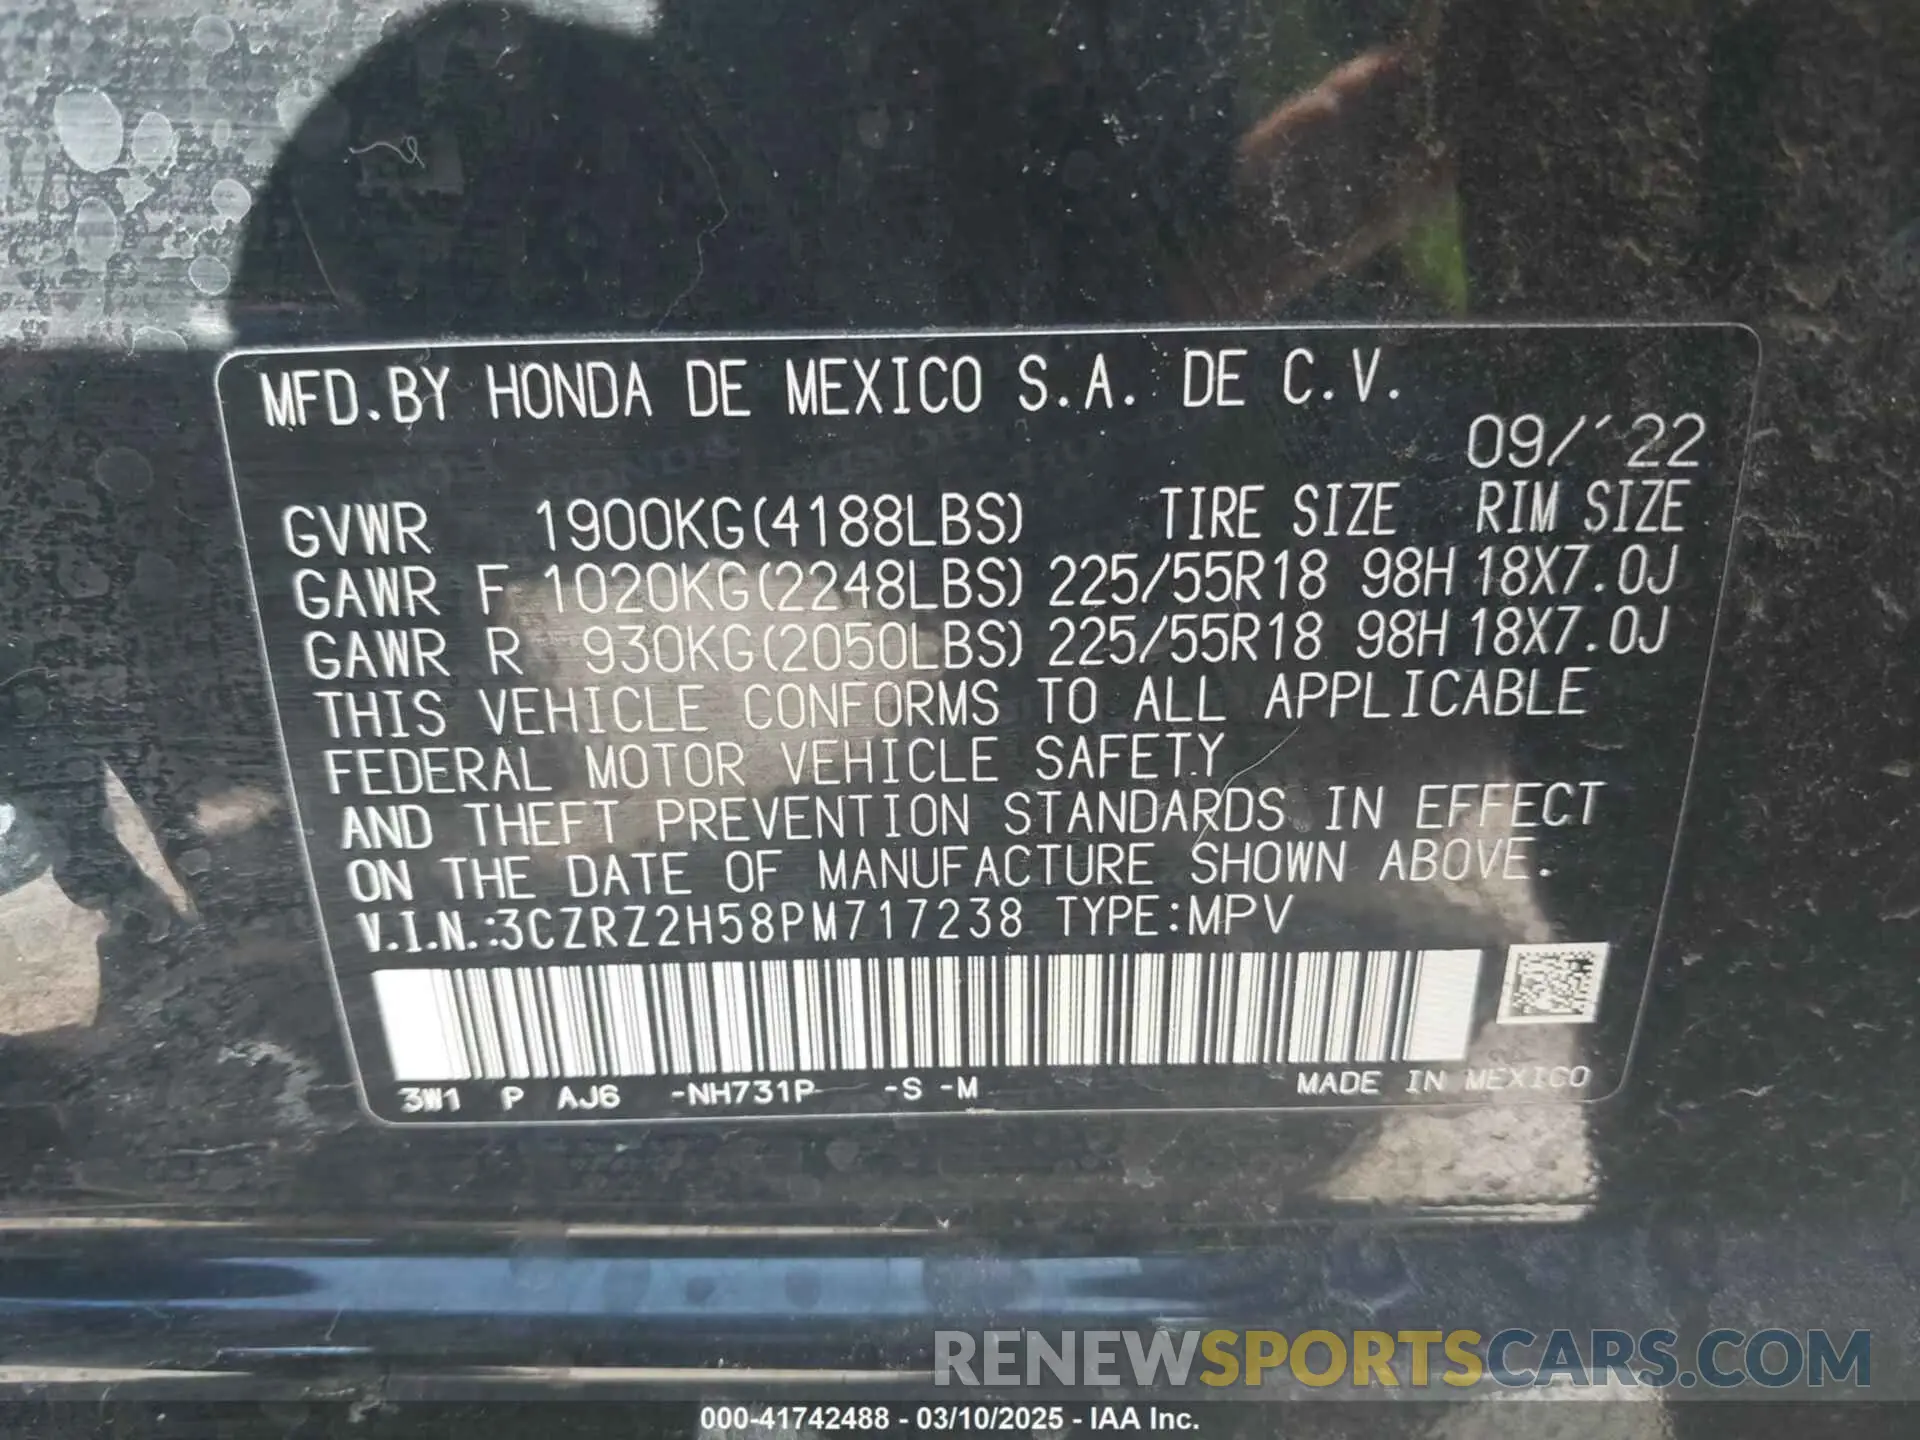 MFD.BY HONDA DE MEXICO S.A. DE C.V.
09/´22
GVWR 1900KG(4188LBS) TIRE SIZE RIM SIZE
GAWR F 1020KG(2248LBS) 225/55R18 98H 18X7.0J
GAWR R 930KG(2050LBS) 225/55R18 98H 18X7.0J
THIS VEHICLE CONFORMS TO ALL APPLICABLE
FEDERAL MOTOR VEHICLE SAFETY
AND THEFT PREVENTION STANDARDS IN EFFECT
ON THE DATE OF MANUFACTURE SHOWN ABOVE.
V.I.N.:3CZRZ2H58PM717238 TYPE:MPV
3W1 P AJ6 -NH731P -S -M MADE IN MEXICO
RENEWSPORTSCARS.COM
000-41742488 - 03/10/2025 - IAA Inc.